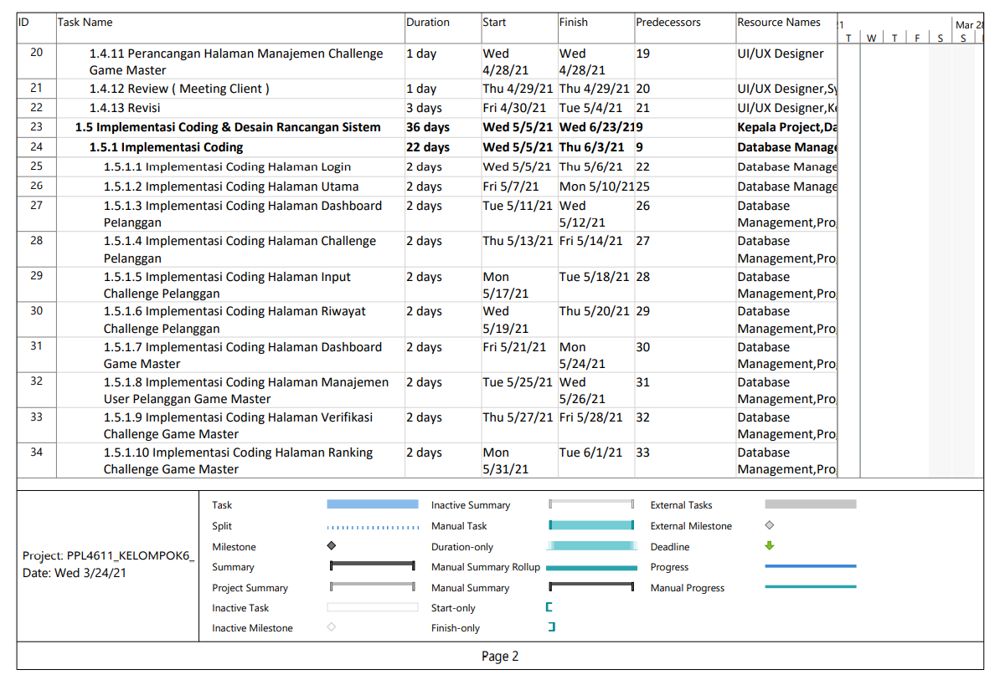 ID Task Name Duration Start Finish Predecessors Resource Names
T W T F S S
20 1.4.11 Perancangan Halaman Manajemen Challenge Wed Wed 19 UI/UX Designer
Game Master 1 day 4/28/21 4/28/21
21 1.4.12 Review ( Meeting Client ) 1 day Thu 4/29/21 Thu 4/29/21 20 UI/UX Designer,Sy
22 1.4.13 Revisi 3 days Fri 4/30/21 Tue 5/4/21 21 UI/UX Designer,Ke
23 1.5 Implementasi Coding & Desain Rancangan Sistem 36 days Wed 5/5/21 Wed 6/23/21 9 Kepala Project,Da
24 1.5.1 Implementasi Coding 22 days Wed 5/5/21 Thu 6/3/21 9 Database Manage
25 1.5.1.1 Implementasi Coding Halaman Login 2 days Wed 5/5/21 Thu 5/6/21 22 Database Manage
26 1.5.1.2 Implementasi Coding Halaman Utama 2 days Fri 5/7/21 Mon 5/10/21 25 Database Manage
27 1.5.1.3 Implementasi Coding Halaman Dashboard 2 days Tue 5/11/21 Wed 26 Database
Pelanggan 5/12/21 Management,Pro
28 1.5.1.4 Implementasi Coding Halaman Challenge 2 days Thu 5/13/21 Fri 5/14/21 27 Database
Pelanggan Management,Pro
29 1.5.1.5 Implementasi Coding Halaman Input 2 days Mon Tue 5/18/21 28 Database
Challenge Pelanggan 5/17/21 Management,Pro
30 1.5.1.6 Implementasi Coding Halaman Riwayat 2 days Wed Thu 5/20/21 29 Database
Challenge Pelanggan 5/19/21 Management,Pro
31 1.5.1.7 Implementasi Coding Halaman Dashboard 2 days Fri 5/21/21 Mon 30 Database
Game Master 5/24/21 Management,Pro
32 1.5.1.8 Implementasi Coding Halaman Manajemen 2 days Tue 5/25/21 Wed 31 Database
User Pelanggan Game Master 5/26/21 Management,Pro
33 1.5.1.9 Implementasi Coding Halaman Verifikasi 2 days Thu 5/27/21 Fri 5/28/21 32 Database
Challenge Game Master Management,Pro
34 1.5.1.10 Implementasi Coding Halaman Ranking 2 days Mon Tue 6/1/21 33 Database
Challenge Game Master 5/31/21 Management,Pro
Project: PPL4611_KELOMPOK6_
Date: Wed 3/24/21
Task
Split
Milestone
Summary
Project Summary
Inactive Task
Inactive Milestone
Inactive Summary
Manual Task
Duration-only
Manual Summary Rollup
Manual Summary
Start-only
Finish-only
External Tasks
External Milestone
Deadline
Progress
Manual Progress
Page 2